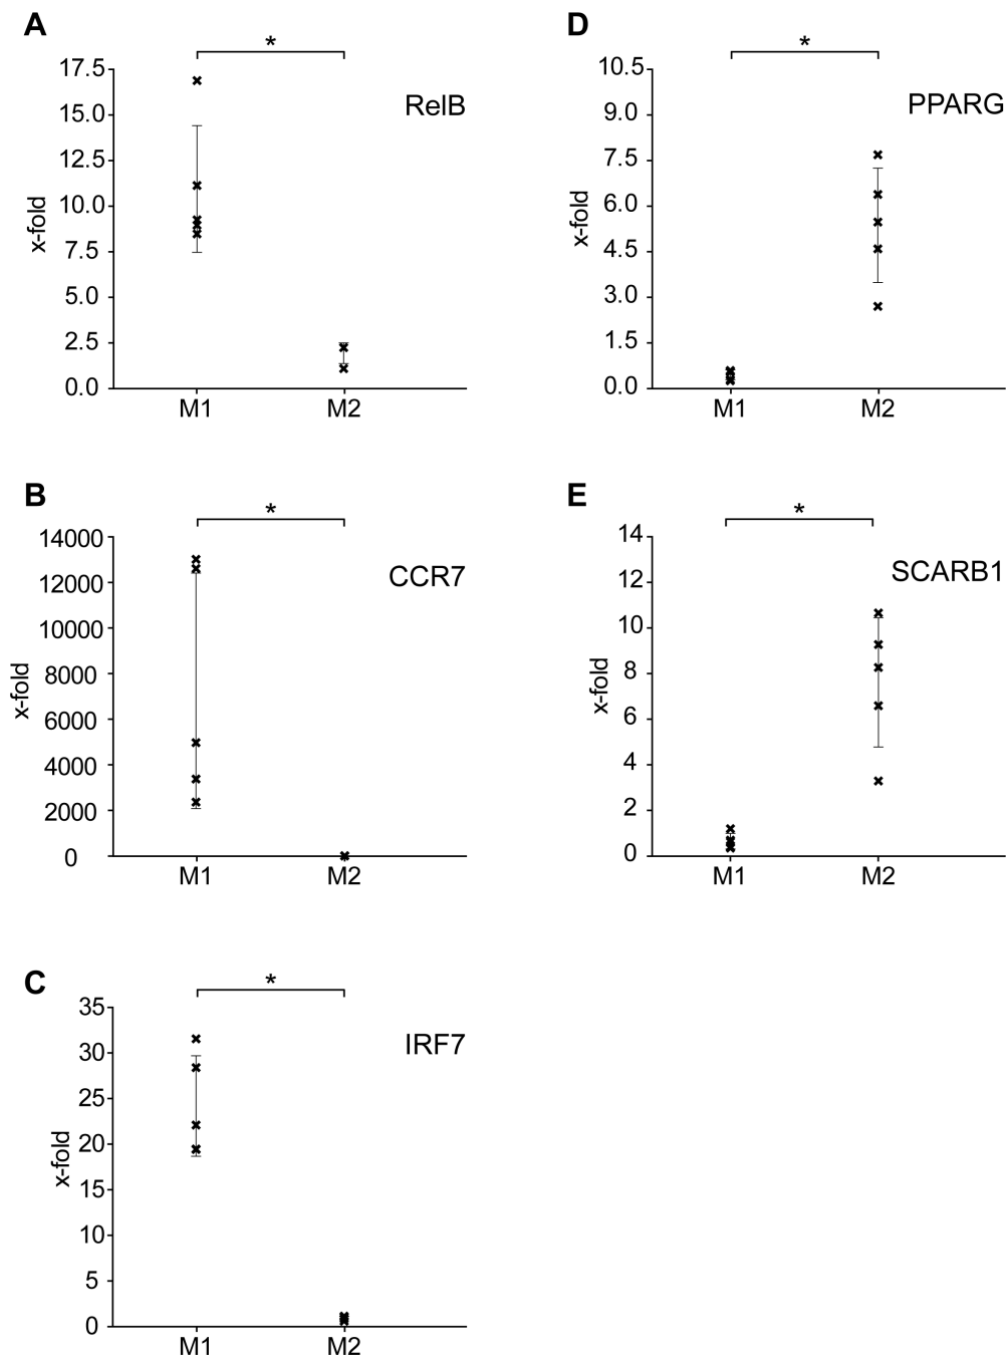 A
*
RelB
x-fold
17.5
15.0
12.5
10.0
7.5
5.0
2.5
0.0
M1 M2
B
*
CCR7
x-fold
14000
12000
10000
8000
6000
4000
2000
0
M1 M2
C
*
IRF7
x-fold
35
30
25
20
15
10
5
0
M1 M2
D
*
PPARG
x-fold
10.5
9.0
7.5
6.0
4.5
3.0
1.5
0.0
M1 M2
E
*
SCARB1
x-fold
14
12
10
8
6
4
2
0
M1 M2